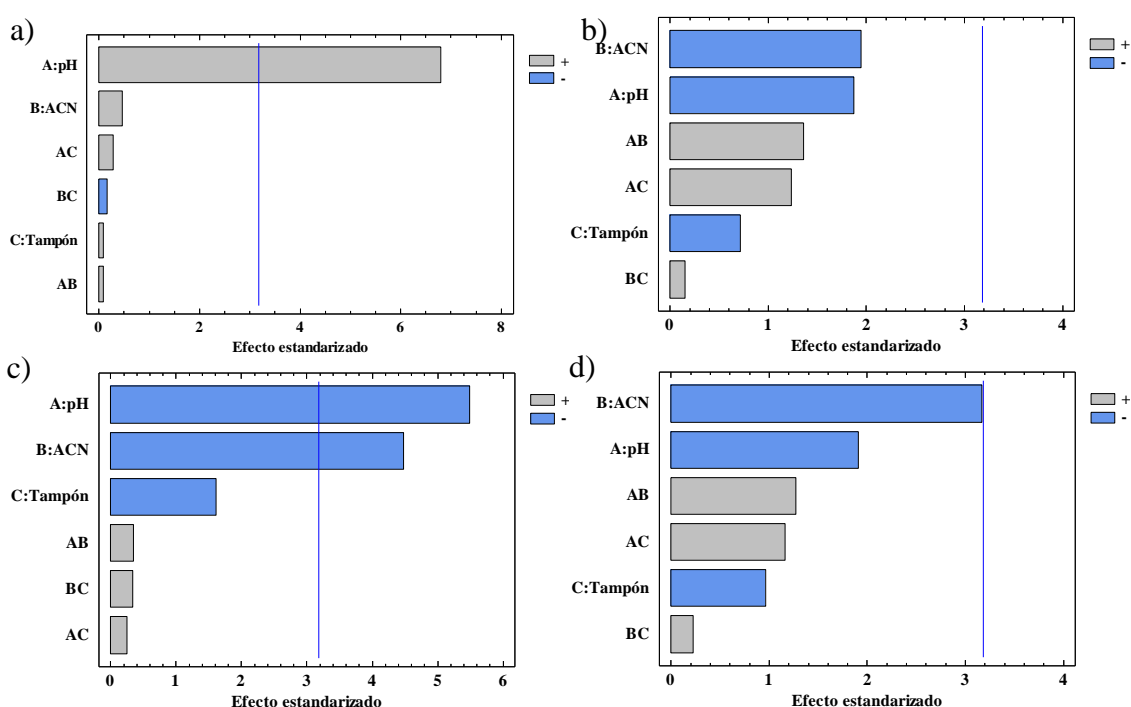 a)
A:pH
B:ACN
AC
BC
C:Tampón
AB
0 2 4 6 8
Efecto estandarizado
+
-
b)
B:ACN
A:pH
AB
AC
C:Tampón
BC
0 1 2 3 4
Efecto estandarizado
+
-
c)
A:pH
B:ACN
C:Tampón
AB
BC
AC
0 1 2 3 4 5 6
Efecto estandarizado
+
-
d)
B:ACN
A:pH
AB
AC
C:Tampón
BC
0 1 2 3 4
Efecto estandarizado
+
-